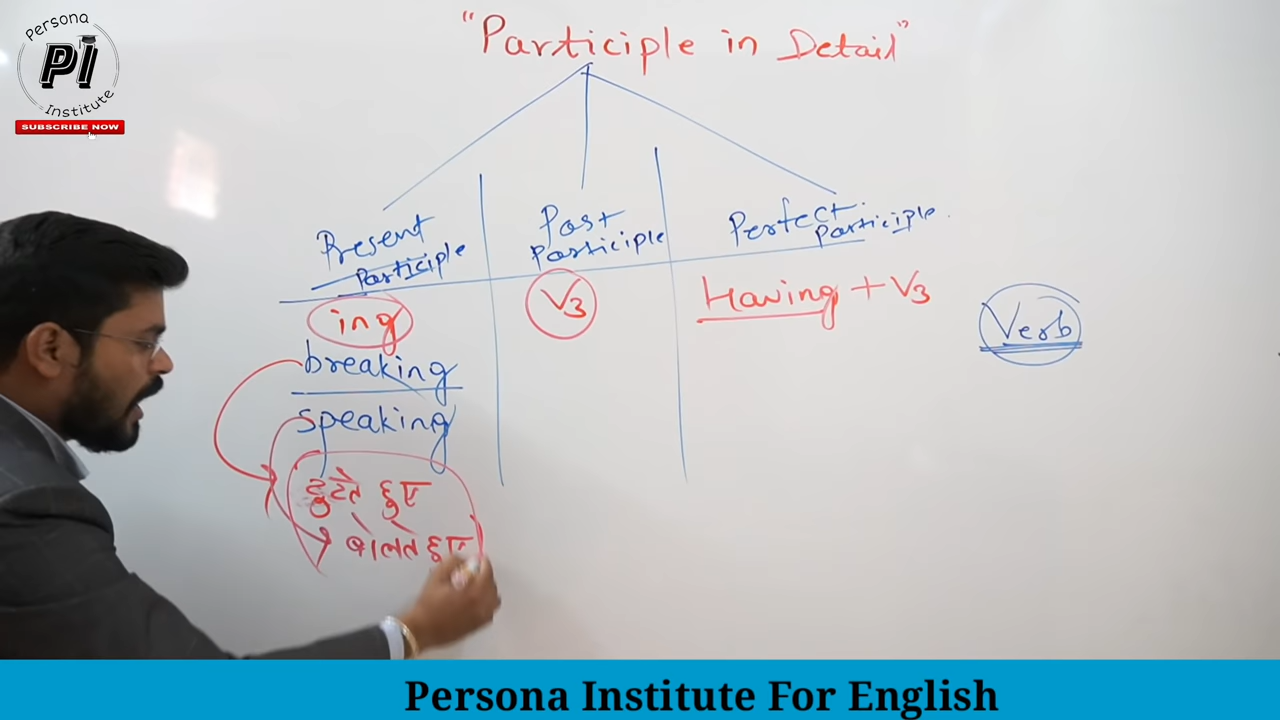 Persona
PI
Institute
SUBSCRIBE NOW
"Participle in Detail"
Present
Participle
Past
Participle
Perfect
Participle
ing
V3
Having + V3
Verb
breaking
speaking
टुटते हुए
बोलते हुए
Persona Institute For English